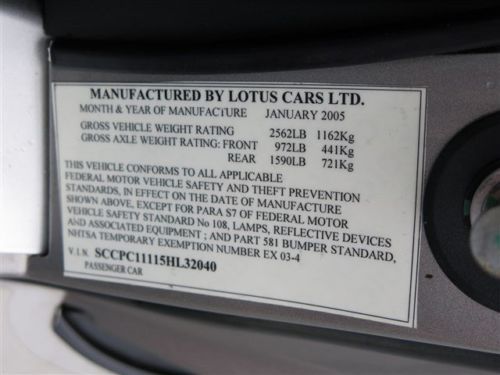 MANUFACTURED BY LOTUS CARS LTD.
MONTH & YEAR OF MANUFACTURE JANUARY 2005
GROSS VEHICLE WEIGHT RATING 2562LB 1162Kg
GROSS AXLE WEIGHT RATING: FRONT 972LB 441Kg
REAR 1590LB 721Kg
THIS VEHICLE CONFORMS TO ALL APPLICABLE
FEDERAL MOTOR VEHICLE SAFETY AND THEFT PREVENTION
STANDARDS, IN EFFECT ON THE DATE OF MANUFACTURE
SHOWN ABOVE, EXCEPT FOR PARA S7 OF FEDERAL MOTOR
VEHICLE SAFETY STANDARD No 108, LAMPS, REFLECTIVE DEVICES
AND ASSOCIATED EQUIPMENT ; AND PART 581 BUMPER STANDARD,
NHTSA TEMPORARY EXEMPTION NUMBER EX 03-4
V.I.N. SCCPC11115HL32040
PASSENGER CAR